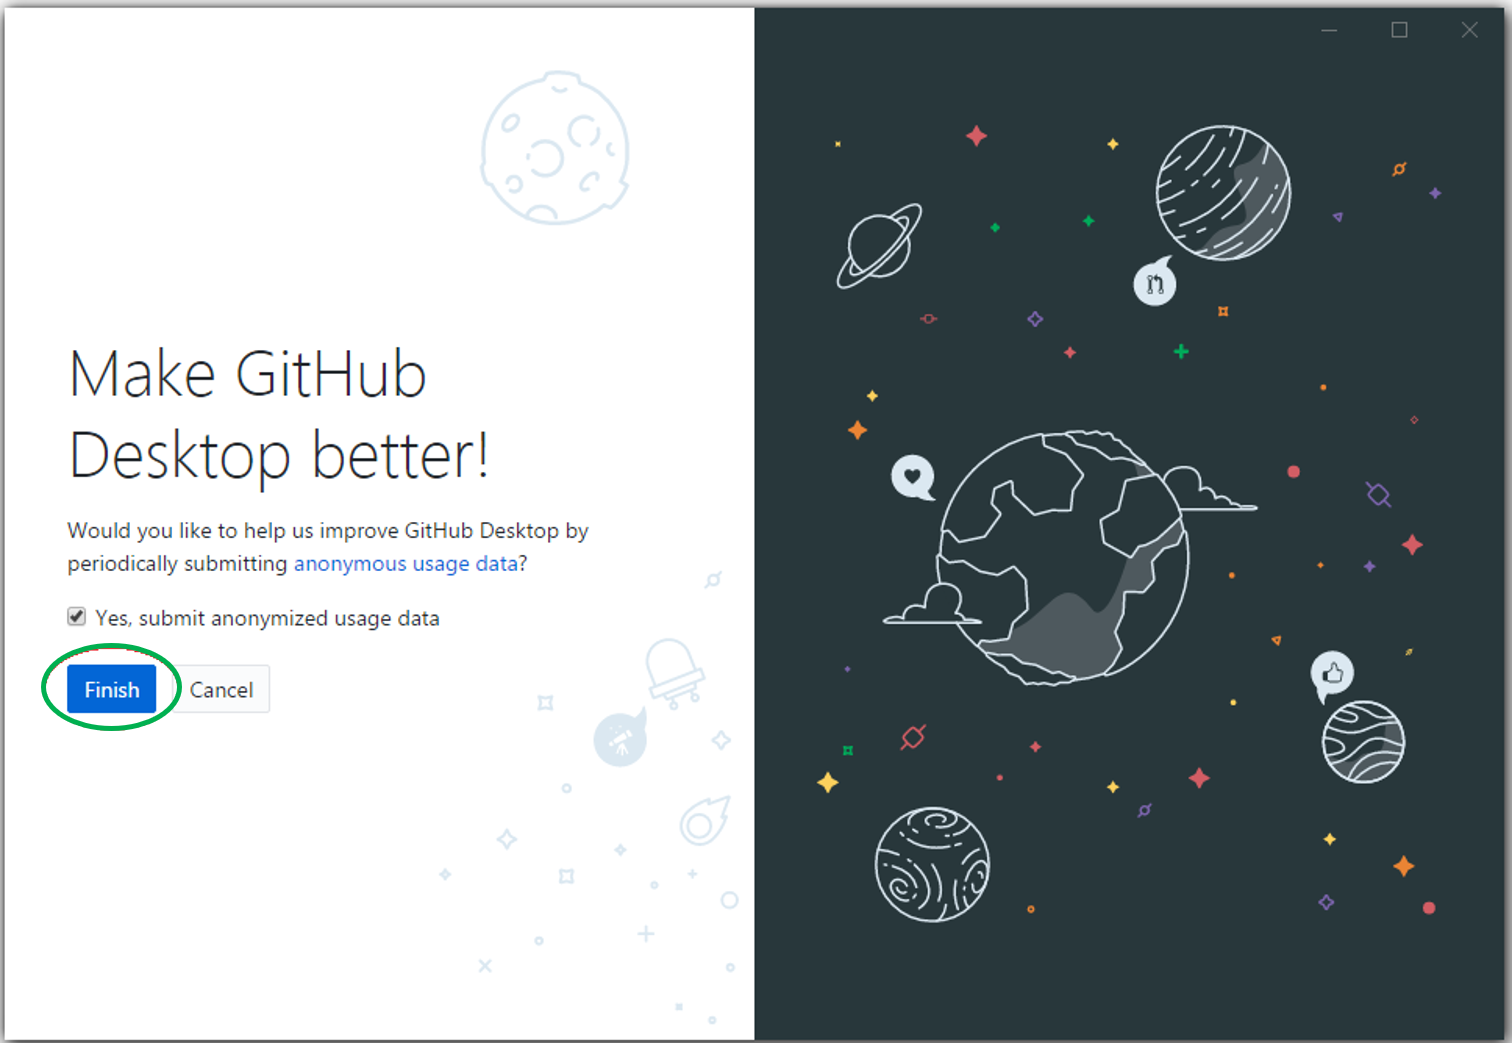 Make GitHub
Desktop better!
Would you like to help us improve GitHub Desktop by
periodically submitting anonymous usage data?
Yes, submit anonymized usage data
Finish
Cancel